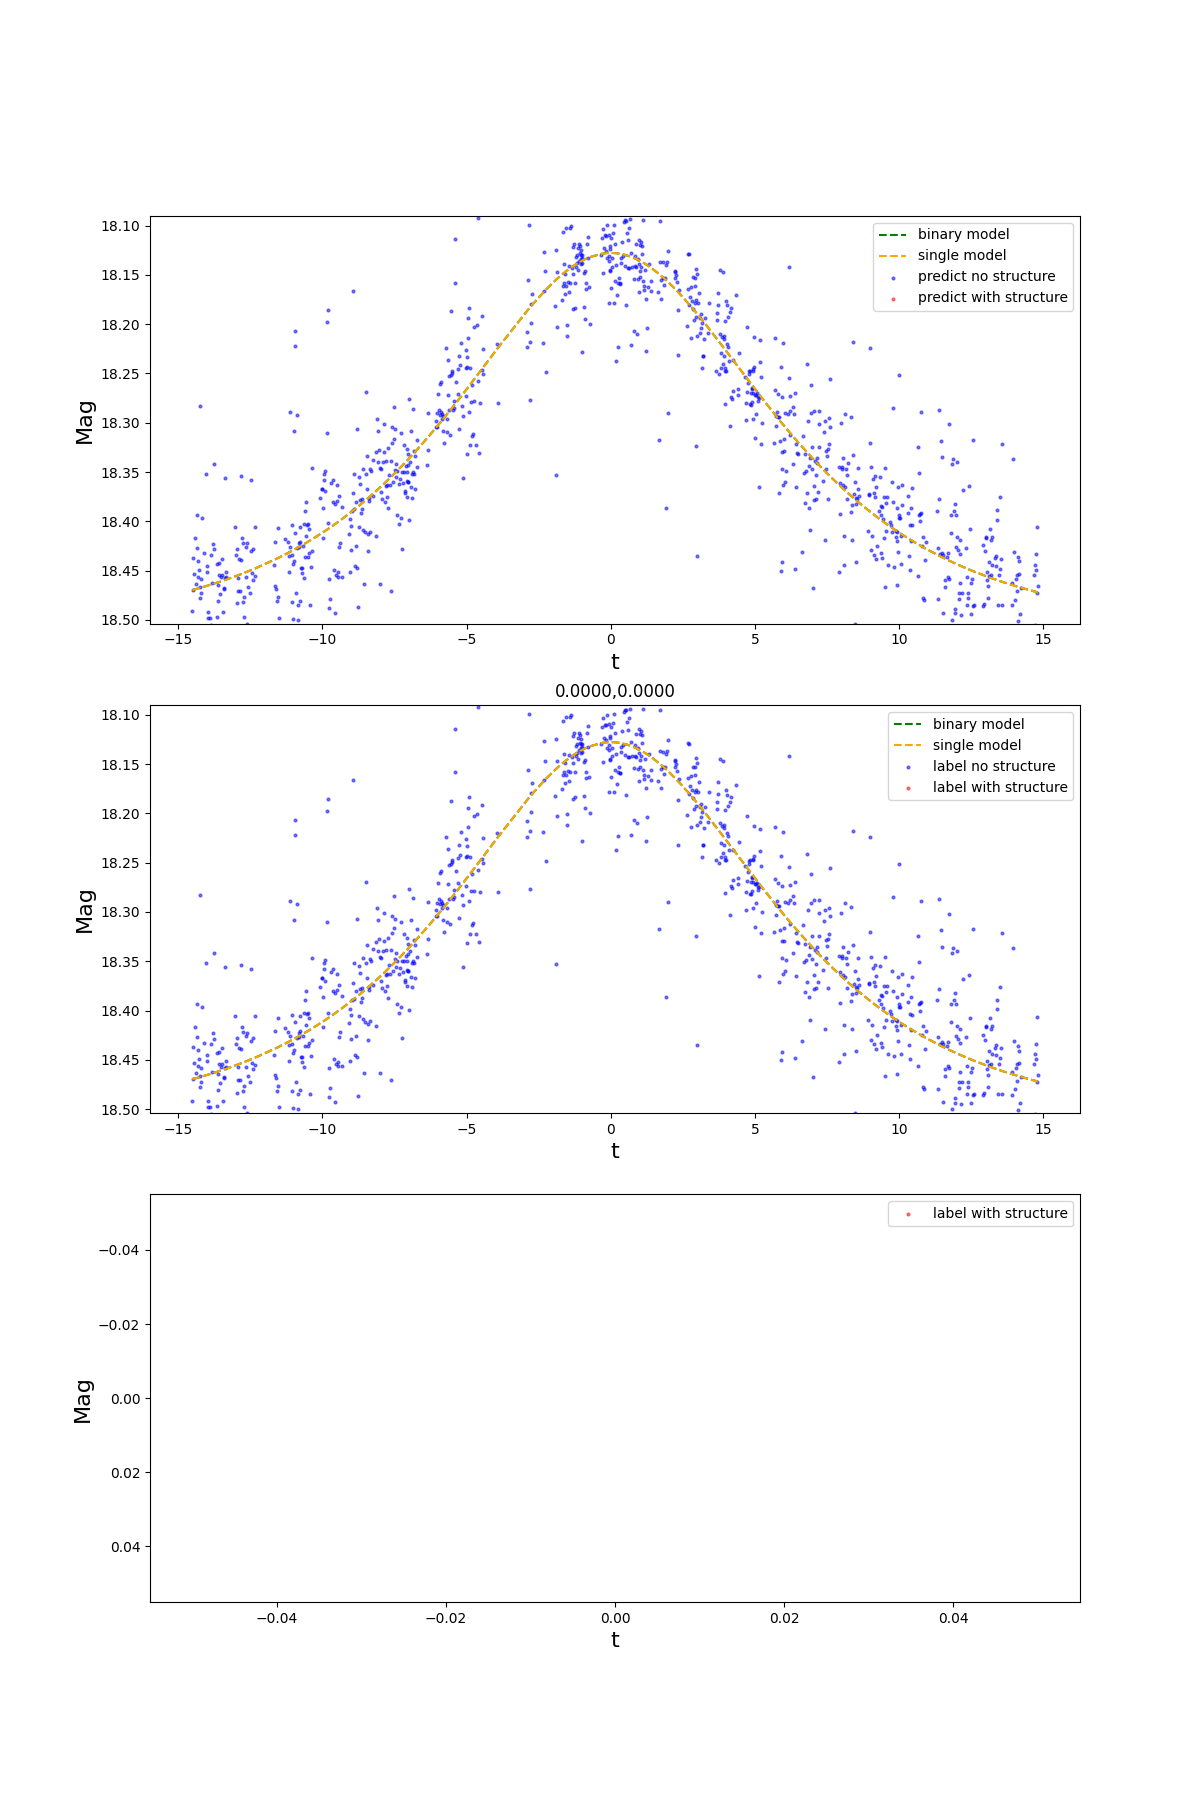 18.10
18.15
18.20
18.25
18.30
18.35
18.40
18.45
18.50
Mag
−15
−10
−5
0
5
10
15
t
binary model
single model
predict no structure
predict with structure
0.0000,0.0000
18.10
18.15
18.20
18.25
18.30
18.35
18.40
18.45
18.50
Mag
−15
−10
−5
0
5
10
15
t
binary model
single model
label no structure
label with structure
−0.04
−0.02
0.00
0.02
0.04
Mag
−0.04
−0.02
0.00
0.02
0.04
t
label with structure